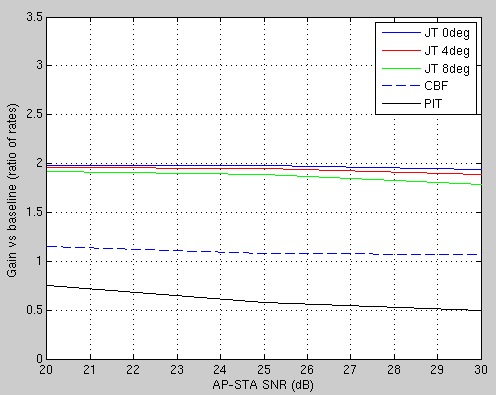 3.5
3
2.5
2
1.5
1
0.5
0
Gain vs baseline (ratio of rates)
JT 0deg
JT 4deg
JT 8deg
CBF
PIT
20 21 22 23 24 25 26 27 28 29 30
AP-STA SNR (dB)